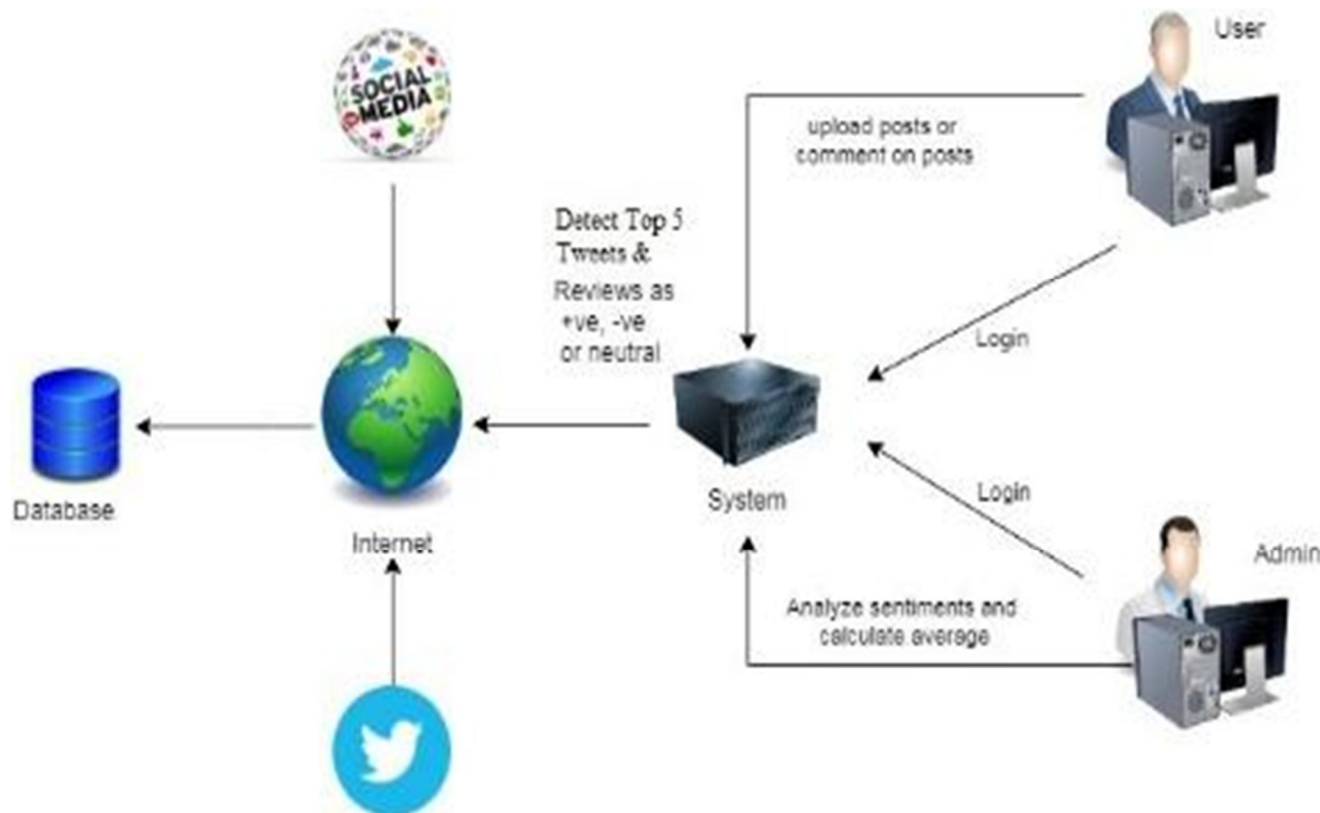 User
SOCIAL
MEDIA
upload posts or
comment on posts
Detect Top 5
Tweets &
Reviews as
+ve, -ve
or neutral
Login
System
Database
Internet
Login
Admin
Analyze sentiments and
calculate average